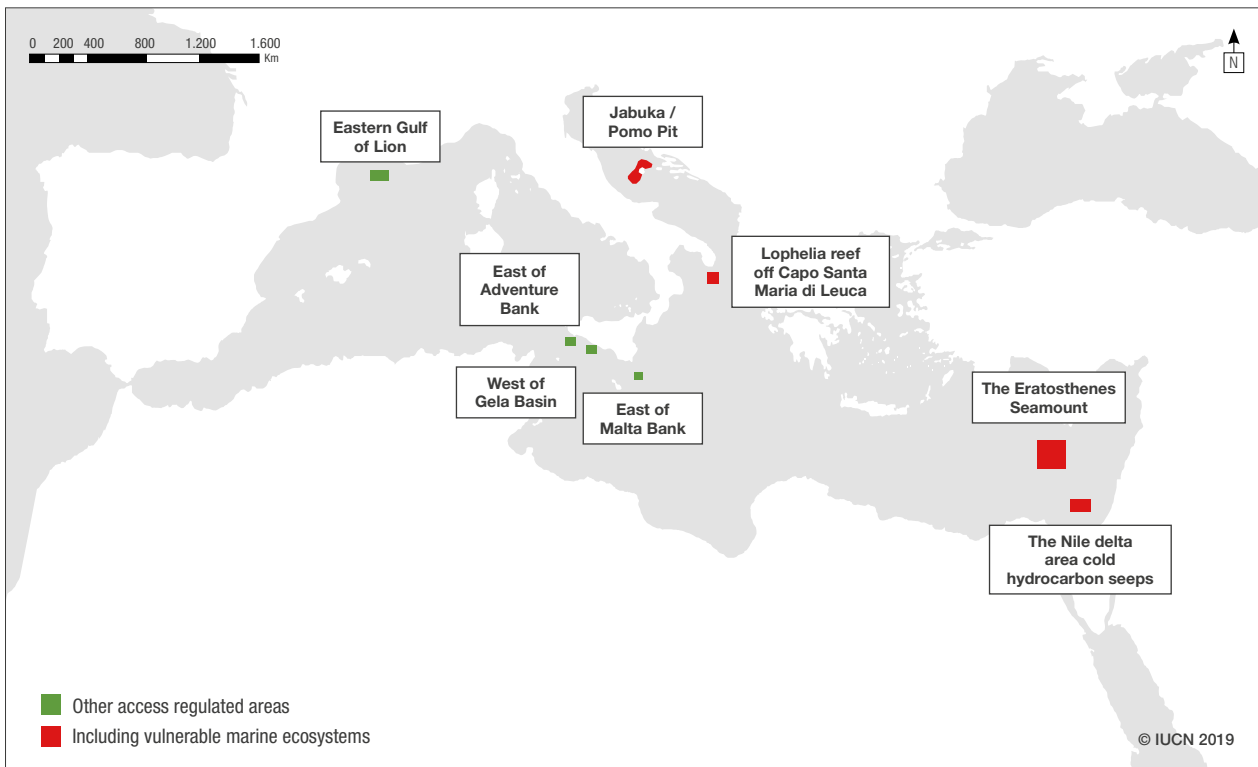 0 200 400 800 1.200 1.600
Km
N
Eastern Gulf
of Lion
Jabuka /
Pomo Pit
East of
Adventure
Bank
Lophelia reef
off Capo Santa
Maria di Leuca
West of
Gela Basin
East of
Malta Bank
The Eratosthenes
Seamount
The Nile delta
area cold
hydrocarbon seeps
Other access regulated areas
Including vulnerable marine ecosystems
© IUCN 2019